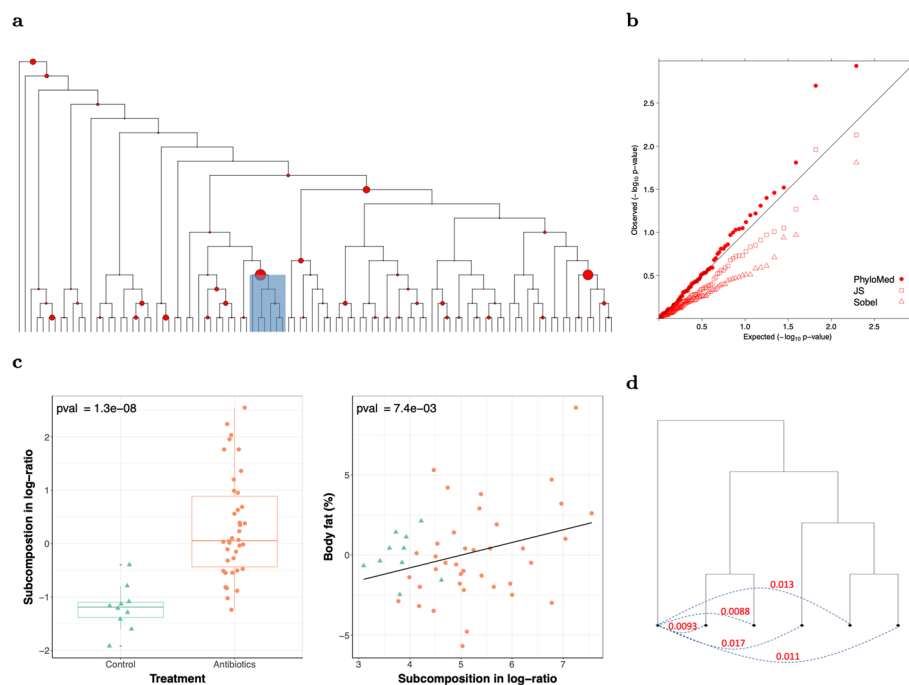 a
b
Observed (− log10 p−value)
2.5
2.0
1.5
1.0
0.5
PhyloMed
JS
Sobel
0.5 1.0 1.5 2.0 2.5
Expected (− log10 p−value)
c
d
pval = 1.3e−08
Subcompostion in log−ratio
2
1
0
−1
−2
Control Antibiotics
Treatment
pval = 7.4e−03
Body fat (%)
5
0
−5
3 4 5 6 7
Subcomposition in log−ratio
0.013
0.0088
0.0093
0.017
0.011